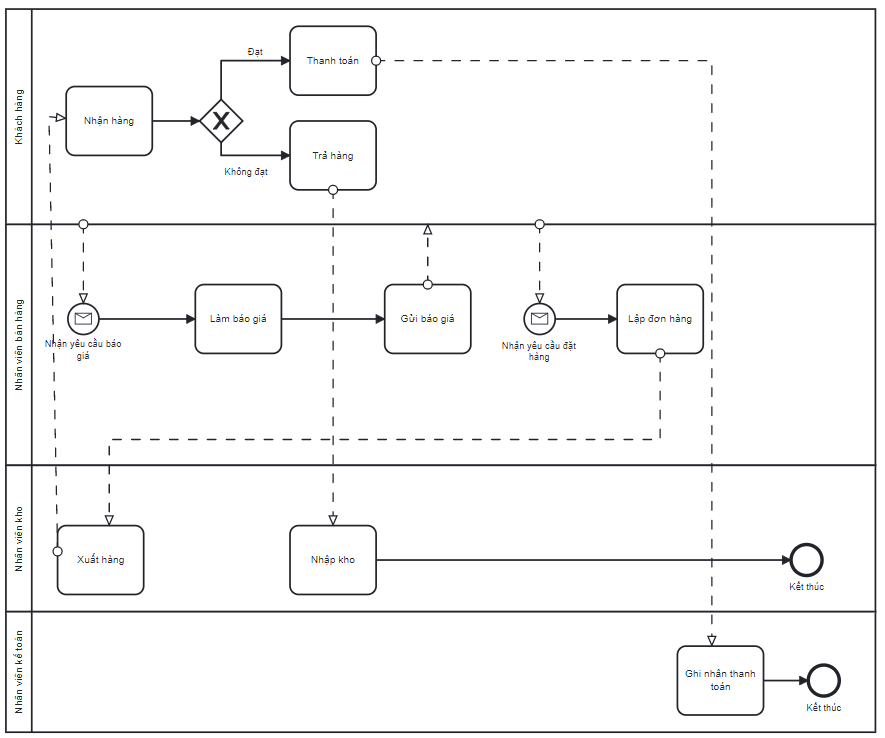 Khách hàng
Đạt
Thanh toán
Nhận hàng
X
Trả hàng
Không đạt
Nhân viên bán hàng
Làm báo giá
Gửi báo giá
Lập đơn hàng
Nhận yêu cầu báo
giá
Nhận yêu cầu đặt
hàng
Nhân viên kho
Xuất hàng
Nhập kho
Kết thúc
Nhân viên kế toán
Ghi nhân thanh
toán
Kết thúc